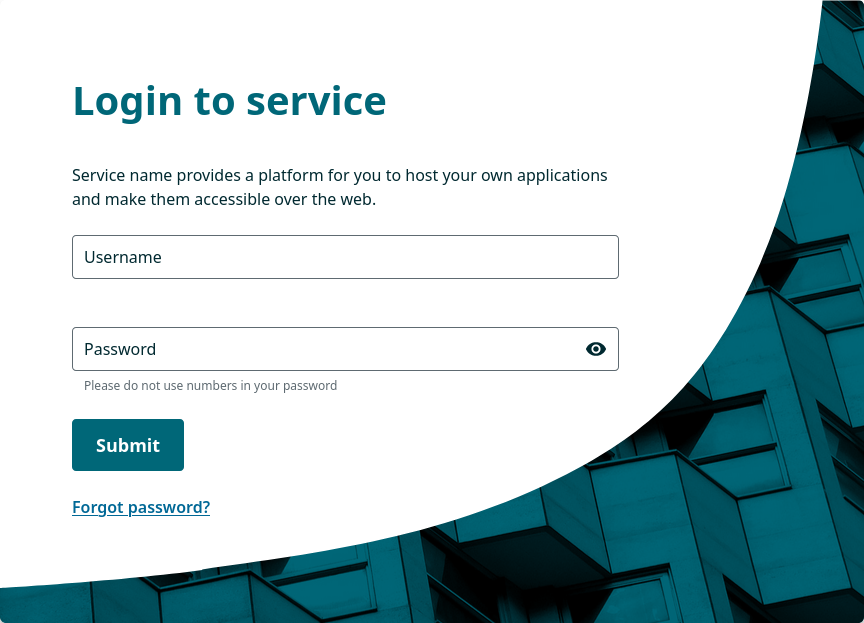 Login to service
Service name provides a platform for you to host your own applications
and make them accessible over the web.
Username
Password
Please do not use numbers in your password
Submit
Forgot password?